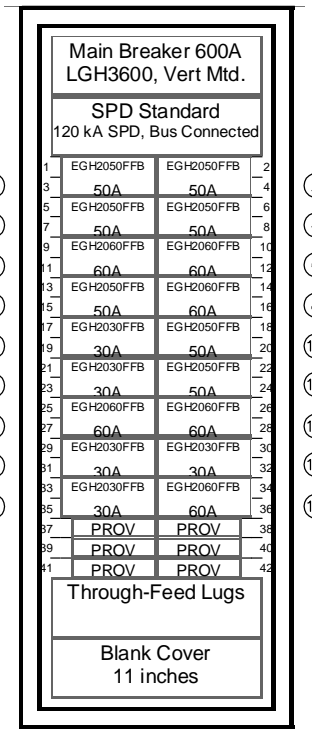 Main Breaker 600A
LGH3600, Vert Mtd.
SPD Standard
120 kA SPD, Bus Connected
1 EGH2050FFB EGH2050FFB 2
3 50A 50A 4
5 EGH2050FFB EGH2050FFB 6
7 50A 50A 8
9 EGH2060FFB EGH2060FFB 10
11 60A 60A 12
13 EGH2050FFB EGH2060FFB 14
15 50A 60A 16
17 EGH2030FFB EGH2050FFB 18
19 30A 50A 20
21 EGH2030FFB EGH2050FFB 22
23 30A 50A 24
25 EGH2060FFB EGH2060FFB 26
27 60A 60A 28
29 EGH2030FFB EGH2030FFB 30
31 30A 30A 32
33 EGH2030FFB EGH2060FFB 34
35 30A 60A 36
37 PROV PROV 38
39 PROV PROV 40
41 PROV PROV 42
Through-Feed Lugs
Blank Cover
11 inches